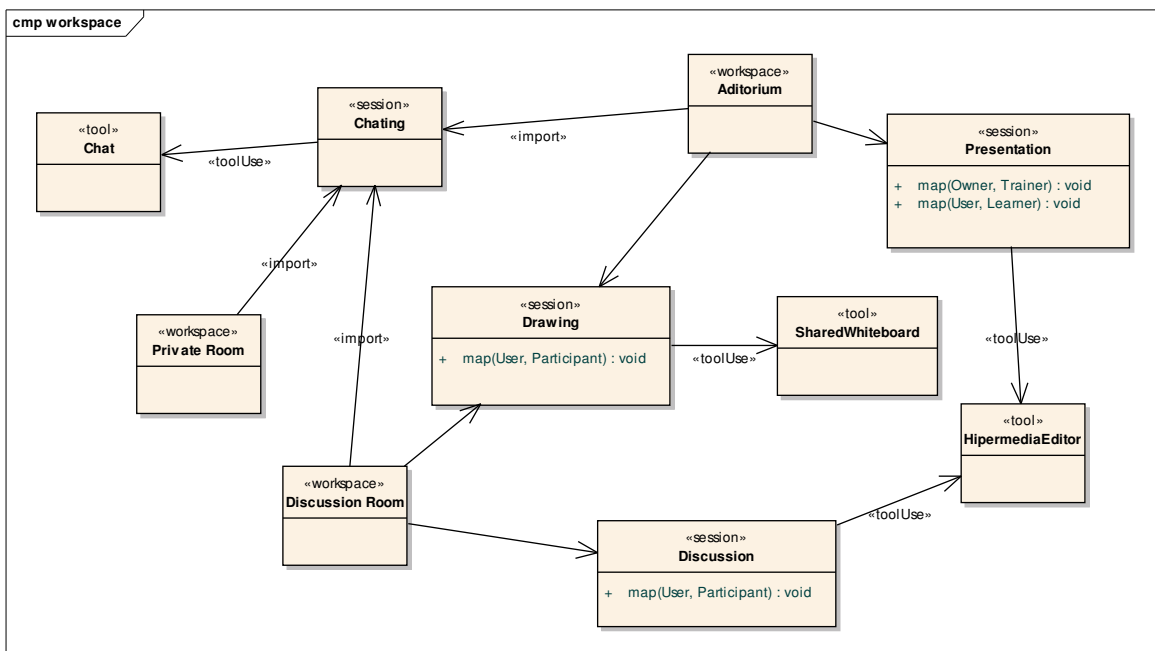 cmp workspace
«workspace»
Aditorium
«session»
Chating
«import»
«tool»
Chat
«toolUse»
«session»
Presentation
+ map(Owner, Trainer) : void
+ map(User, Learner) : void
«import»
«session»
Drawing
+ map(User, Participant) : void
«tool»
SharedWhiteboard
«toolUse»
«workspace»
Private Room
«import»
«toolUse»
«tool»
HipermediaEditor
«workspace»
Discussion Room
«toolUse»
«session»
Discussion
+ map(User, Participant) : void